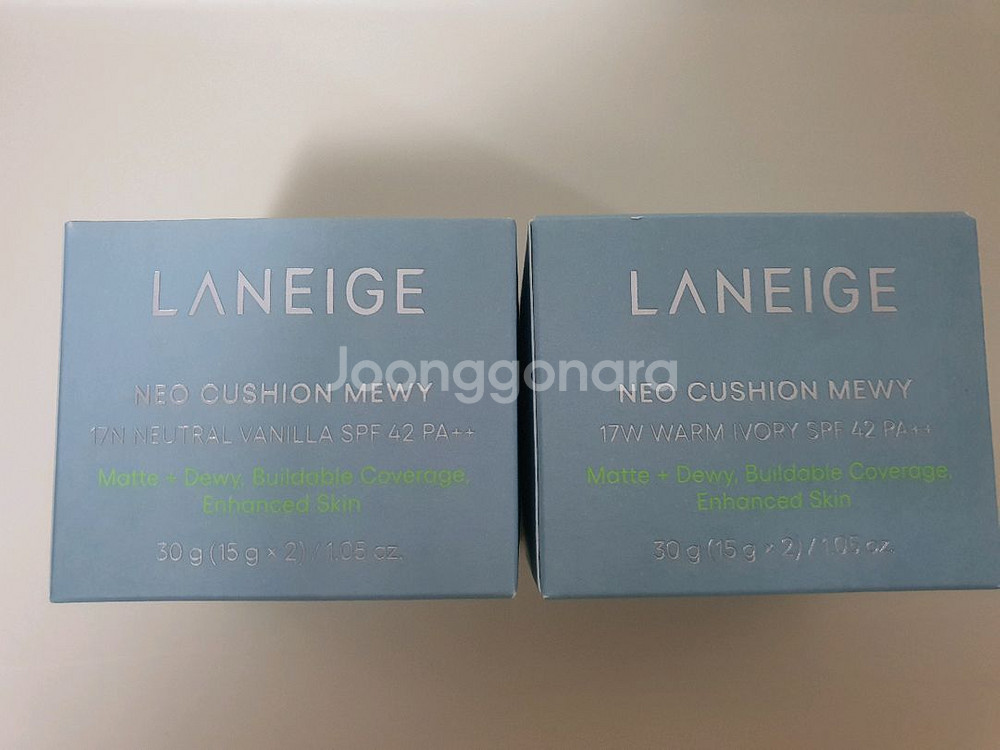 LANEIGE
NEO CUSHION MEWY
17N NEUTRAL VANILLA SPF 42 PA++
Matte + Dewy, Buildable Coverage,
Enhanced Skin
30 g (15 g × 2) / 1.05 oz.
LANEIGE
NEO CUSHION MEWY
17W WARM IVORY SPF 42 PA++
Matte + Dewy, Buildable Coverage,
Enhanced Skin
30 g (15 g × 2) / 1.05 oz.
Joonggonara